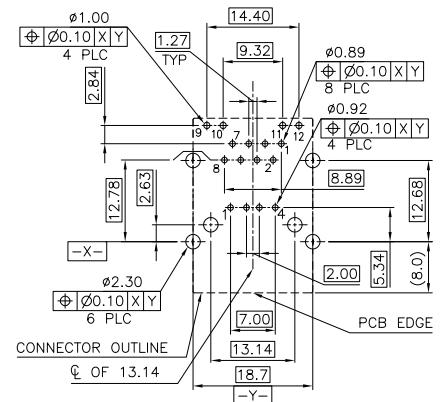 ø1.00
⌖ Ø0.10 X Y
4 PLC
14.40
1.27
TYP
9.32
ø0.89
⌖ Ø0.10 X Y
8 PLC
ø0.92
⌖ Ø0.10 X Y
4 PLC
2.84
9 10 11 12
7 1
8 2
12.78
2.63
8.89
12.68
1 4
-X-
5.34
(8.0)
2.00
ø2.30
⌖ Ø0.10 X Y
6 PLC
7.00
PCB EDGE
CONNECTOR OUTLINE
℄ OF 13.14
13.14
18.7
-Y-